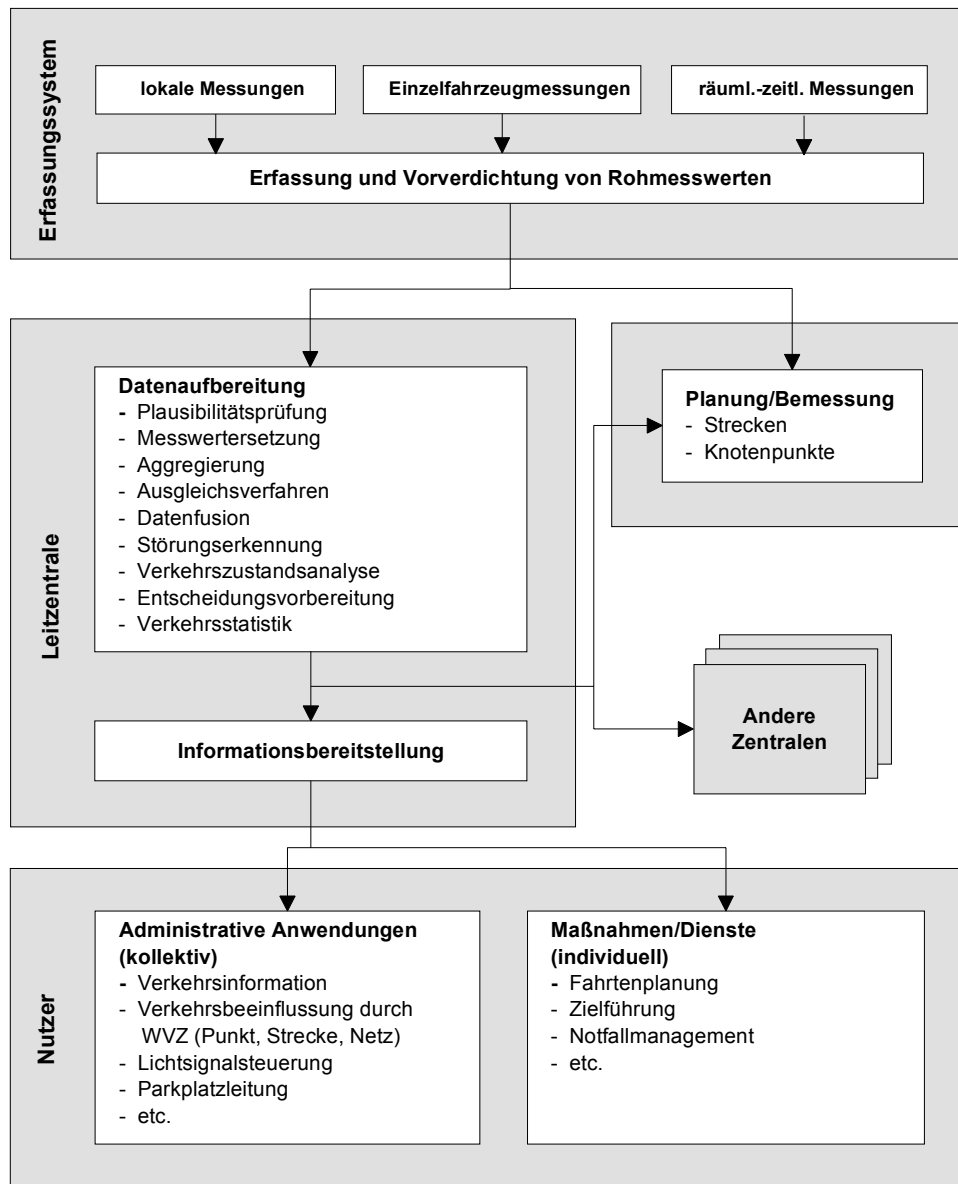 Erfassungssystem
lokale Messungen
Einzelfahrzeugmessungen
räuml.-zeitl. Messungen
Erfassung und Vorverdichtung von Rohmesswerten
Leitzentrale
Datenaufbereitung
- Plausibilitätsprüfung
- Messwertersetzung
- Aggregierung
- Ausgleichsverfahren
- Datenfusion
- Störungserkennung
- Verkehrszustandsanalyse
- Entscheidungsvorbereitung
- Verkehrsstatistik
Informationsbereitstellung
Planung/Bemessung
- Strecken
- Knotenpunkte
Andere
Zentralen
Nutzer
Administrative Anwendungen
(kollektiv)
- Verkehrsinformation
- Verkehrsbeeinflussung durch
WVZ (Punkt, Strecke, Netz)
- Lichtsignalsteuerung
- Parkplatzleitung
- etc.
Maßnahmen/Dienste
(individuell)
- Fahrtenplanung
- Zielführung
- Notfallmanagement
- etc.